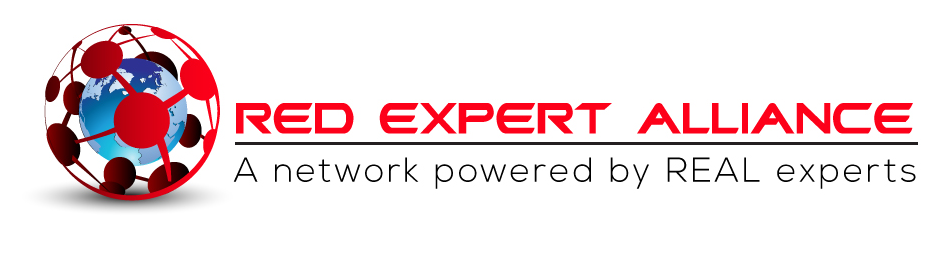 RED EXPERT ALLIANCE
A network powered by REAL experts